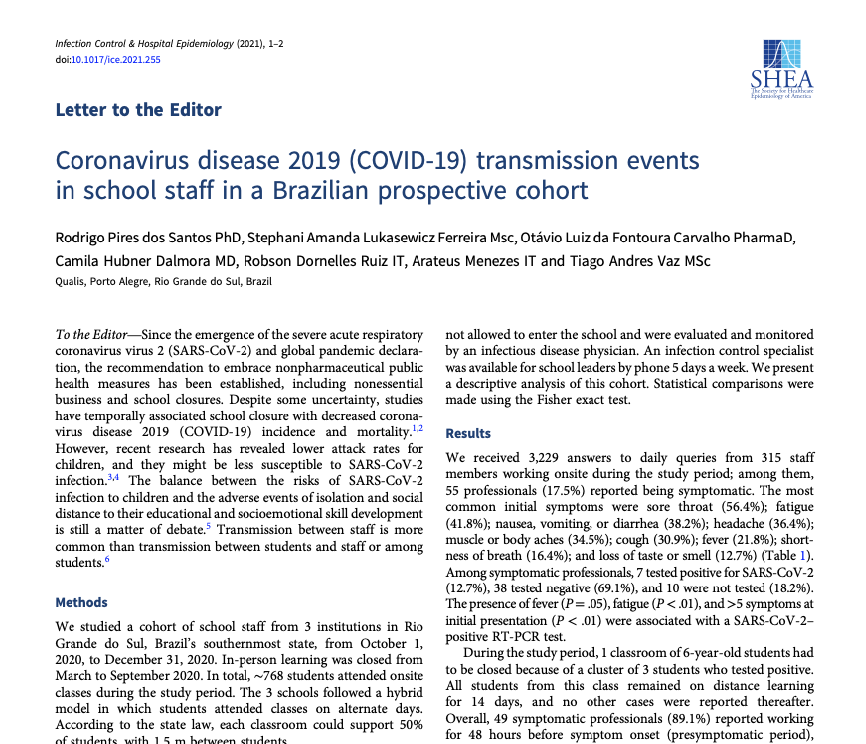 Infection Control & Hospital Epidemiology (2021), 1–2
doi:10.1017/ice.2021.255
SHEA
The Society for Healthcare
Epidemiology of America
Letter to the Editor
Coronavirus disease 2019 (COVID-19) transmission events
in school staff in a Brazilian prospective cohort
Rodrigo Pires dos Santos PhD, Stephani Amanda Lukasewicz Ferreira Msc, Otávio Luiz da Fontoura Carvalho PharmaD,
Camila Hubner Dalmora MD, Robson Dornelles Ruiz IT, Arateus Menezes IT and Tiago Andres Vaz MSc
Qualis, Porto Alegre, Rio Grande do Sul, Brazil
To the Editor—Since the emergence of the severe acute respiratory
coronavirus virus 2 (SARS-CoV-2) and global pandemic declara-
tion, the recommendation to embrace nonpharmaceutical public
health measures has been established, including nonessential
business and school closures. Despite some uncertainty, studies
have temporally associated school closure with decreased corona-
virus disease 2019 (COVID-19) incidence and mortality.1,2
However, recent research has revealed lower attack rates for
children, and they might be less susceptible to SARS-CoV-2
infection.3,4 The balance between the risks of SARS-CoV-2
infection to children and the adverse events of isolation and social
distance to their educational and socioemotional skill development
is still a matter of debate.5 Transmission between staff is more
common than transmission between students and staff or among
students.6
Methods
We studied a cohort of school staff from 3 institutions in Rio
Grande do Sul, Brazil’s southernmost state, from October 1,
2020, to December 31, 2020. In-person learning was closed from
March to September 2020. In total, ~768 students attended onsite
classes during the study period. The 3 schools followed a hybrid
model in which students attended classes on alternate days.
According to the state law, each classroom could support 50%
of students, with 1.5 m between students.
not allowed to enter the school and were evaluated and monitored
by an infectious disease physician. An infection control specialist
was available for school leaders by phone 5 days a week. We present
a descriptive analysis of this cohort. Statistical comparisons were
made using the Fisher exact test.
Results
We received 3,229 answers to daily queries from 315 staff
members working onsite during the study period; among them,
55 professionals (17.5%) reported being symptomatic. The most
common initial symptoms were sore throat (56.4%); fatigue
(41.8%); nausea, vomiting, or diarrhea (38.2%); headache (36.4%);
muscle or body aches (34.5%); cough (30.9%); fever (21.8%); short-
ness of breath (16.4%); and loss of taste or smell (12.7%) (Table 1).
Among symptomatic professionals, 7 tested positive for SARS-CoV-2
(12.7%), 38 tested negative (69.1%), and 10 were not tested (18.2%).
The presence of fever (P = .05), fatigue (P < .01), and >5 symptoms at
initial presentation (P < .01) were associated with a SARS-CoV-2–
positive RT-PCR test.
During the study period, 1 classroom of 6-year-old students had
to be closed because of a cluster of 3 students who tested positive.
All students from this class remained on distance learning
for 14 days, and no other cases were reported thereafter.
Overall, 49 symptomatic professionals (89.1%) reported working
for 48 hours before symptom onset (presymptomatic period),